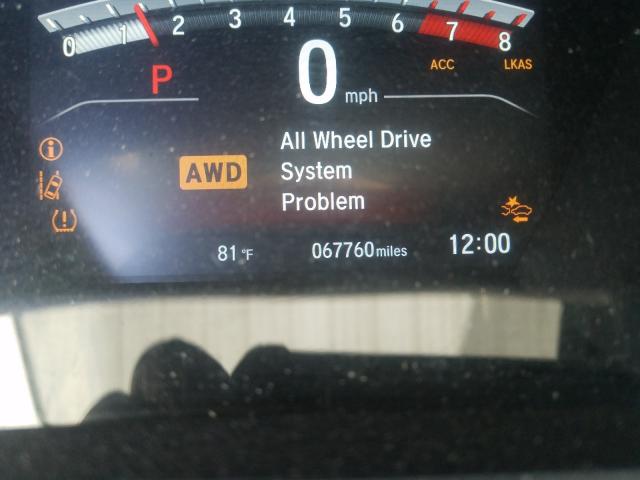 0 1 2 3 4 5 6 7 8
P 0 mph ACC LKAS
All Wheel Drive
AWD System
Problem
81 °F 067760 miles 12:00